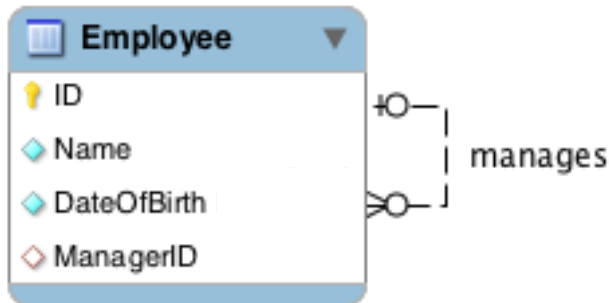 Employee
ID
Name
DateOfBirth
ManagerID
manages